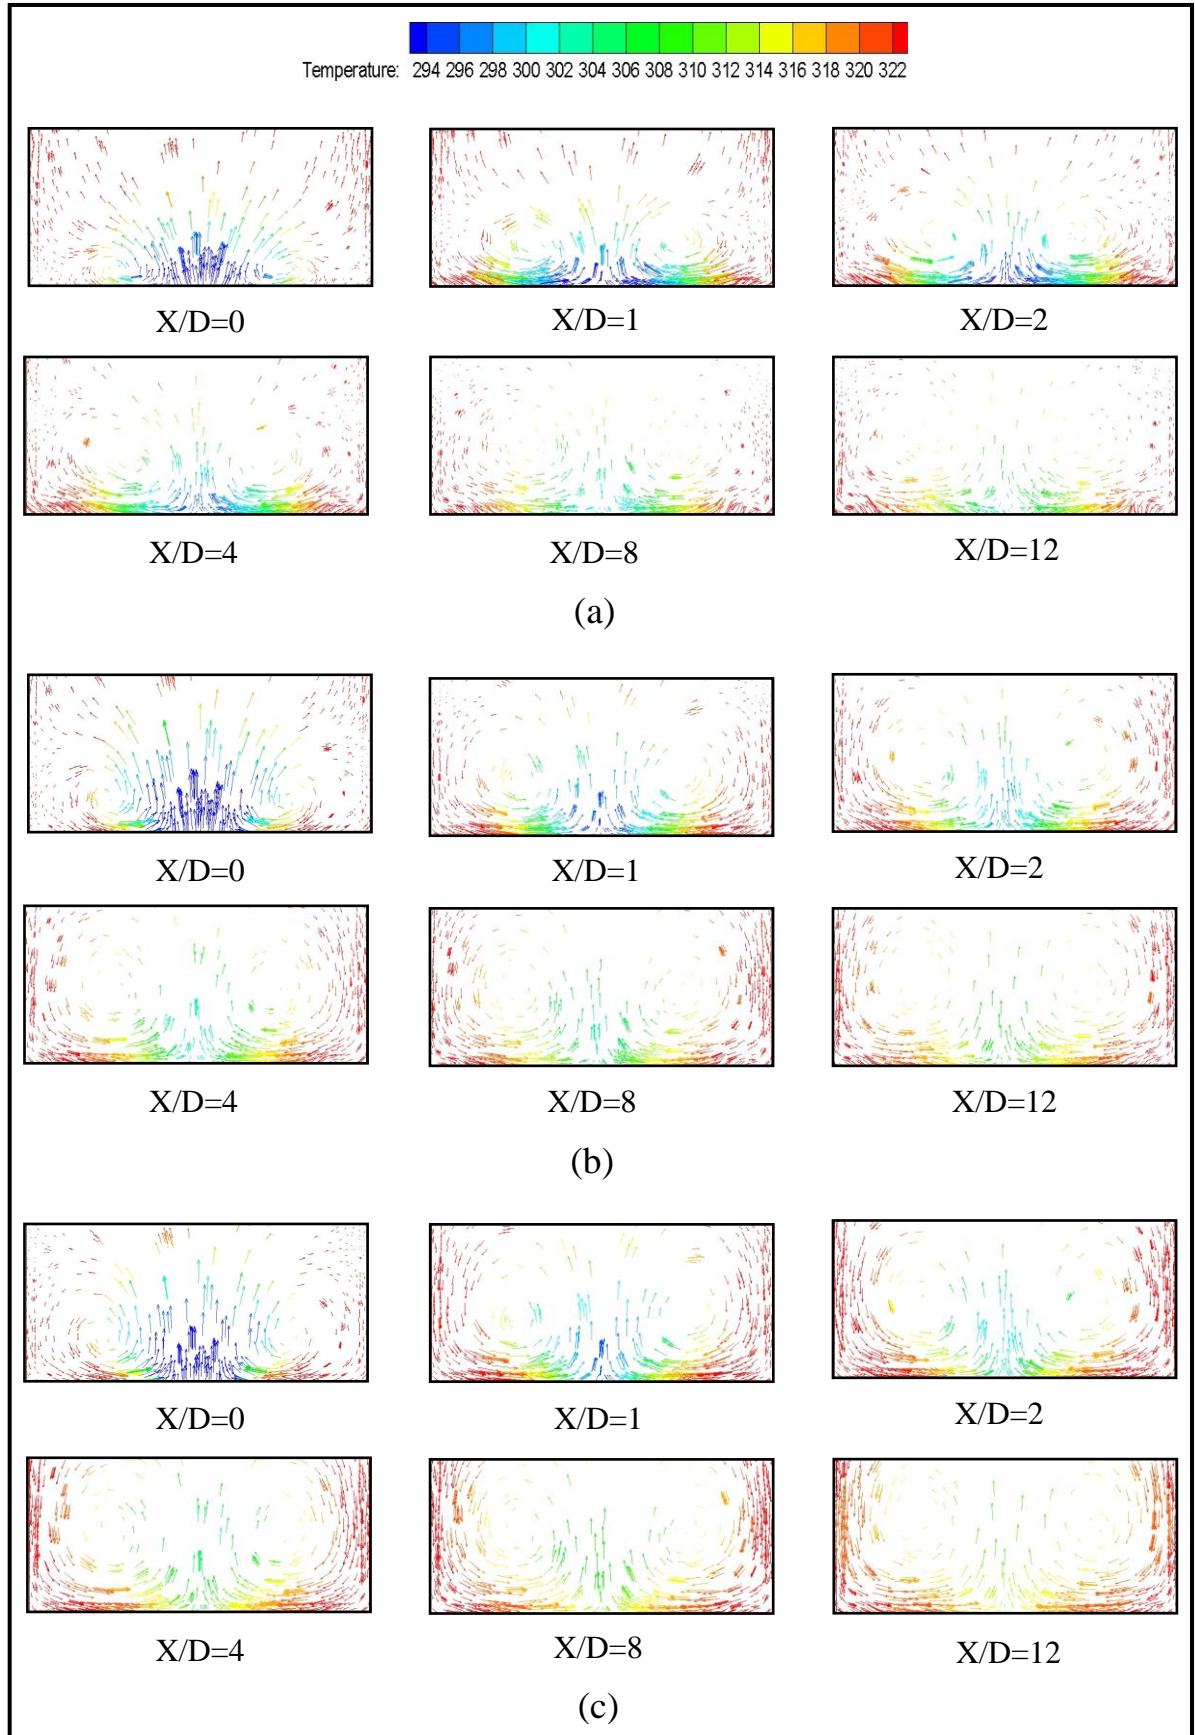 Temperature: 294 296 298 300 302 304 306 308 310 312 314 316 318 320 322
X/D=0 X/D=1 X/D=2
X/D=4 X/D=8 X/D=12
(a)
X/D=0 X/D=1 X/D=2
X/D=4 X/D=8 X/D=12
(b)
X/D=0 X/D=1 X/D=2
X/D=4 X/D=8 X/D=12
(c)